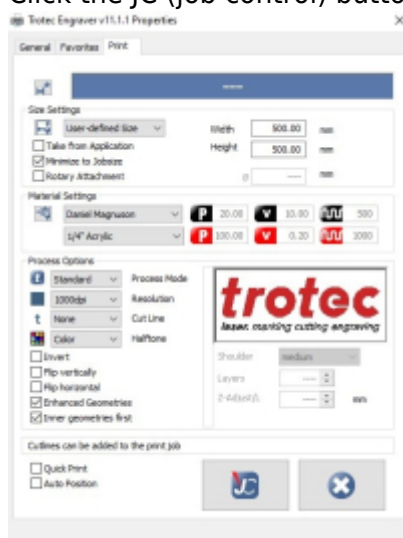 Click the JC (job control) butto
Trotec Engraver v11.1.1 Properties
General Favorites Print
----
Size Settings
User-defined Size Width 500.00 mm
Take from Application Height 500.00 mm
Minimize to Jobsize
Rotary Attachment ø ---- mm
Material Settings
Daniel Magnuson P 20.00 V 10.00 500
1/4" Acrylic P 100.00 V 0.20 1000
Process Options
Standard Process Mode
1000dpi Resolution
t None Cut Line
Color Halftone
trotec
laser. marking cutting engraving
Invert
Flip vertically
Flip horizontal
Enhanced Geometries
Inner geometries first
Shoulder medium
Layers ----
Z-Adjust/L ---- mm
Cutlines can be added to the print job
Quick Print
Auto Position
JC